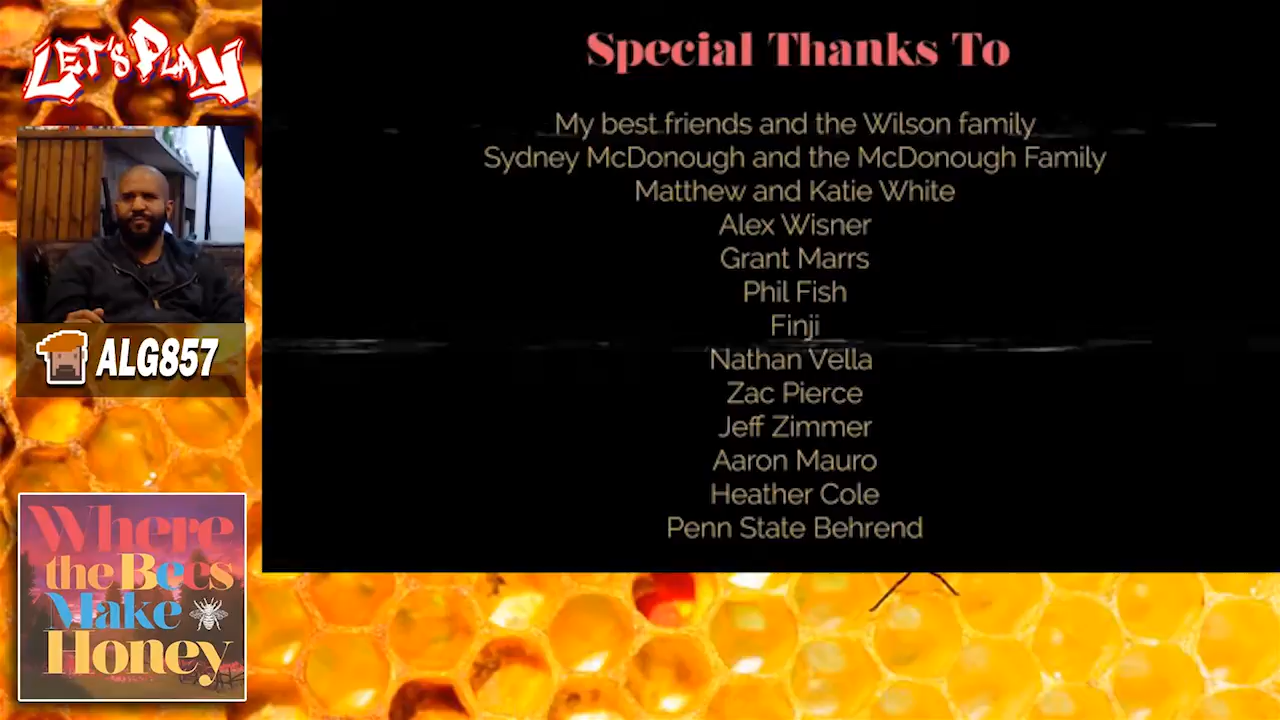 LET'S PLAY
ALG857
Where
the Bees
Make
Honey
Special Thanks To
My best friends and the Wilson family
Sydney McDonough and the McDonough Family
Matthew and Katie White
Alex Wisner
Grant Marrs
Phil Fish
Finji
Nathan Vella
Zac Pierce
Jeff Zimmer
Aaron Mauro
Heather Cole
Penn State Behrend